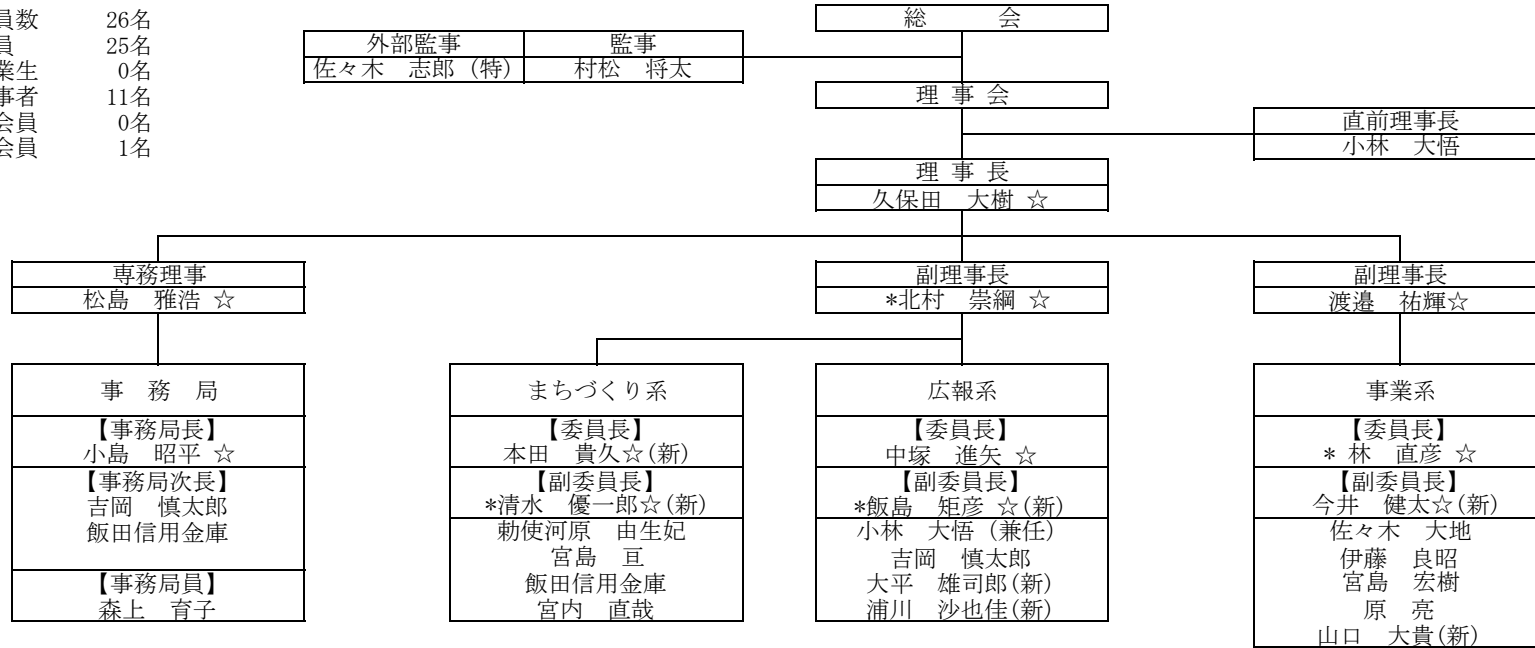 員数 26名
員 25名
業生 0名
事者 11名
会員 0名
会員 1名
総 会
外部監事 監事
佐々木 志郎（特） 村松 将太
理 事 会
直前理事長
小林 大悟
理 事 長
久保田 大樹 ☆
専務理事
松島 雅浩 ☆
副理事長
*北村 崇綱 ☆
副理事長
渡邉 祐輝☆
事 務 局
【事務局長】
小島 昭平 ☆
【事務局次長】
吉岡 慎太郎
飯田信用金庫
【事務局員】
森上 育子
まちづくり系
【委員長】
本田 貴久☆(新)
【副委員長】
*清水 優一郎☆(新)
勅使河原 由生妃
宮島 亘
飯田信用金庫
宮内 直哉
広報系
【委員長】
中塚 進矢 ☆
【副委員長】
*飯島 矩彦 ☆(新)
小林 大悟（兼任）
吉岡 慎太郎
大平 雄司郎(新)
浦川 沙也佳(新)
事業系
【委員長】
* 林 直彦 ☆
【副委員長】
今井 健太☆(新)
佐々木 大地
伊藤 良昭
宮島 宏樹
原 亮
山口 大貴(新)